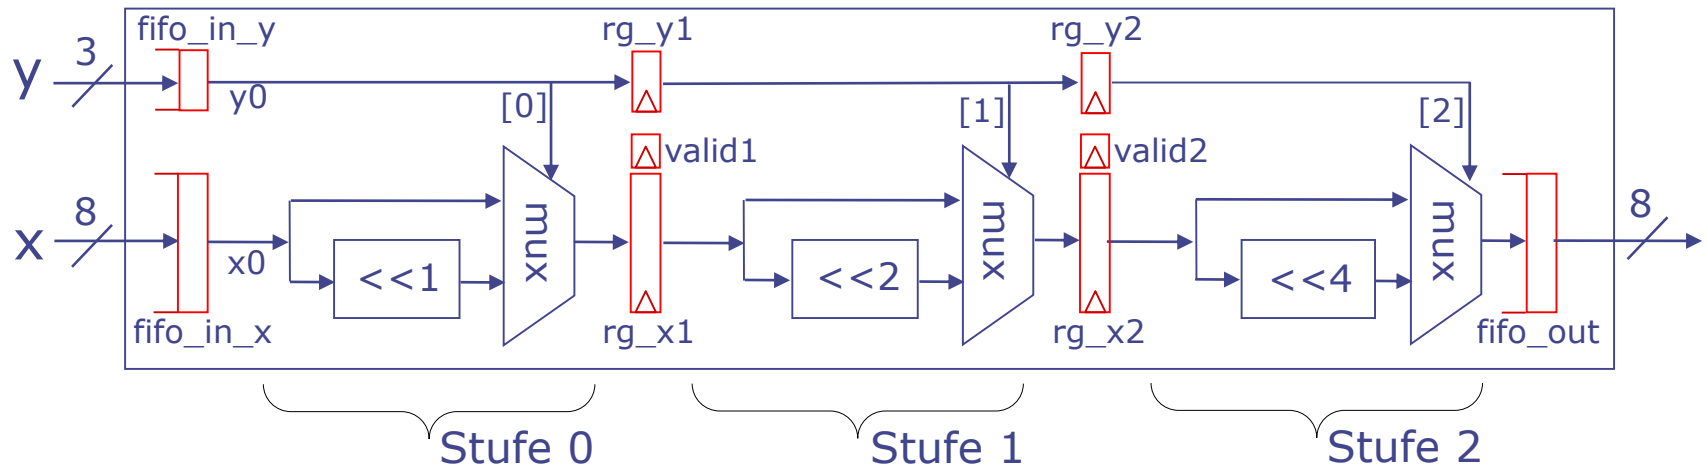 fifo_in_y
rg_y1
rg_y2
y
3
y0
[0]
[1]
[2]
valid1
valid2
x
8
x0
<<1
mux
<<2
mux
<<4
mux
8
fifo_in_x
rg_x1
rg_x2
fifo_out
Stufe 0
Stufe 1
Stufe 2